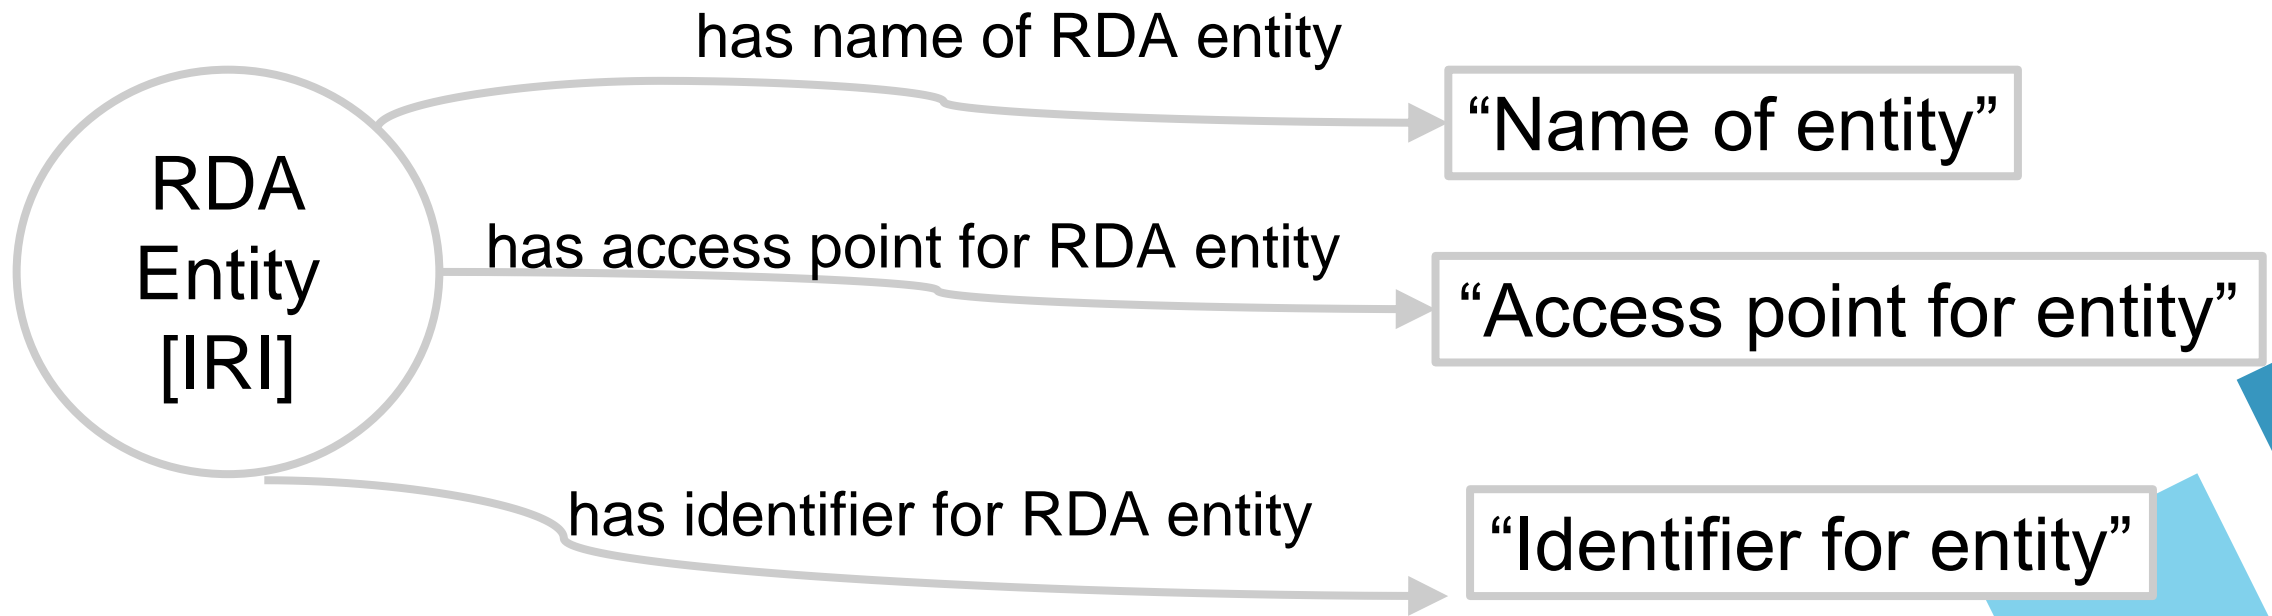 has name of RDA entity
“Name of entity”
RDA
Entity
[IRI]
has access point for RDA entity
“Access point for entity”
has identifier for RDA entity
“Identifier for entity”